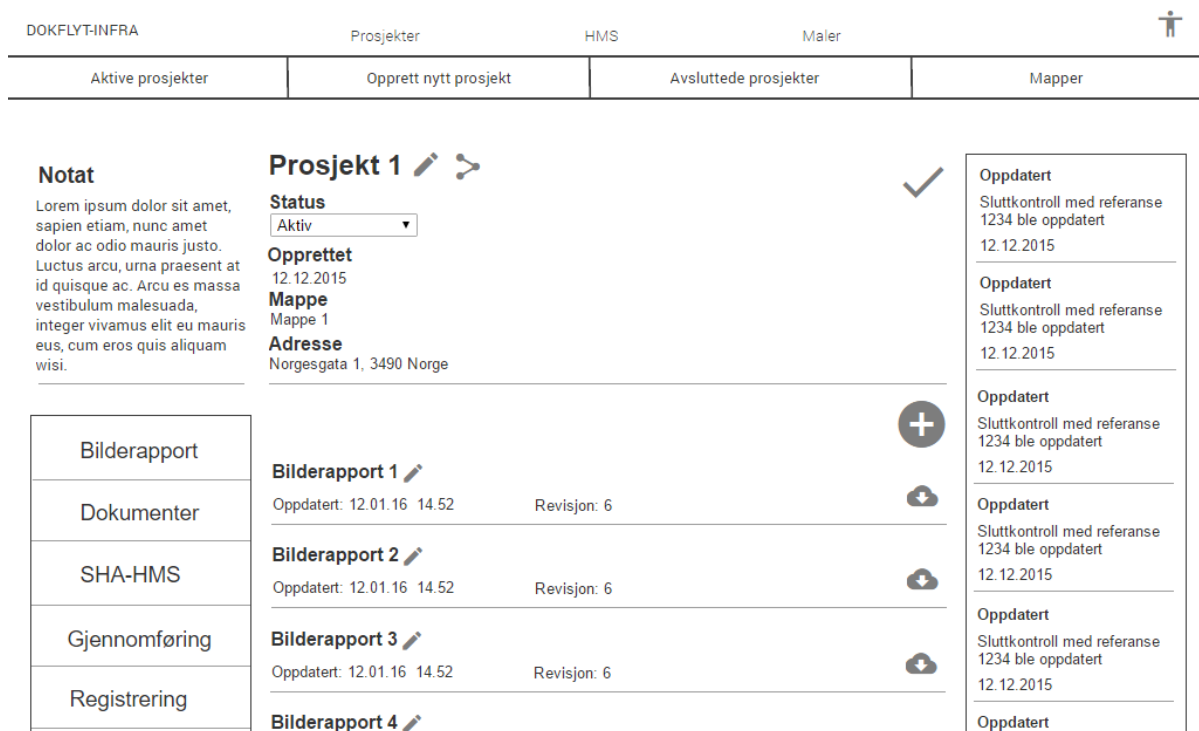 DOKFLYT-INFRA
Prosjekter
HMS
Maler
Aktive prosjekter
Opprett nytt prosjekt
Avsluttede prosjekter
Mapper
Notat
Lorem ipsum dolor sit amet,
sapien etiam, nunc amet
dolor ac odio mauris justo.
Luctus arcu, urna praesent at
id quisque ac. Arcu es massa
vestibulum malesuada,
integer vivamus elit eu mauris
eus, cum eros quis aliquam
wisi.
Bilderapport
Dokumenter
SHA-HMS
Gjennomføring
Registrering
Prosjekt 1
Status
Aktiv
Opprettet
12.12.2015
Mappe
Mappe 1
Adresse
Norgesgata 1, 3490 Norge
Bilderapport 1
Oppdatert: 12.01.16 14.52 Revisjon: 6
Bilderapport 2
Oppdatert: 12.01.16 14.52 Revisjon: 6
Bilderapport 3
Oppdatert: 12.01.16 14.52 Revisjon: 6
Bilderapport 4
Oppdatert
Sluttkontroll med referanse
1234 ble oppdatert
12.12.2015
Oppdatert
Sluttkontroll med referanse
1234 ble oppdatert
12.12.2015
Oppdatert
Sluttkontroll med referanse
1234 ble oppdatert
12.12.2015
Oppdatert
Sluttkontroll med referanse
1234 ble oppdatert
12.12.2015
Oppdatert
Sluttkontroll med referanse
1234 ble oppdatert
12.12.2015
Oppdatert